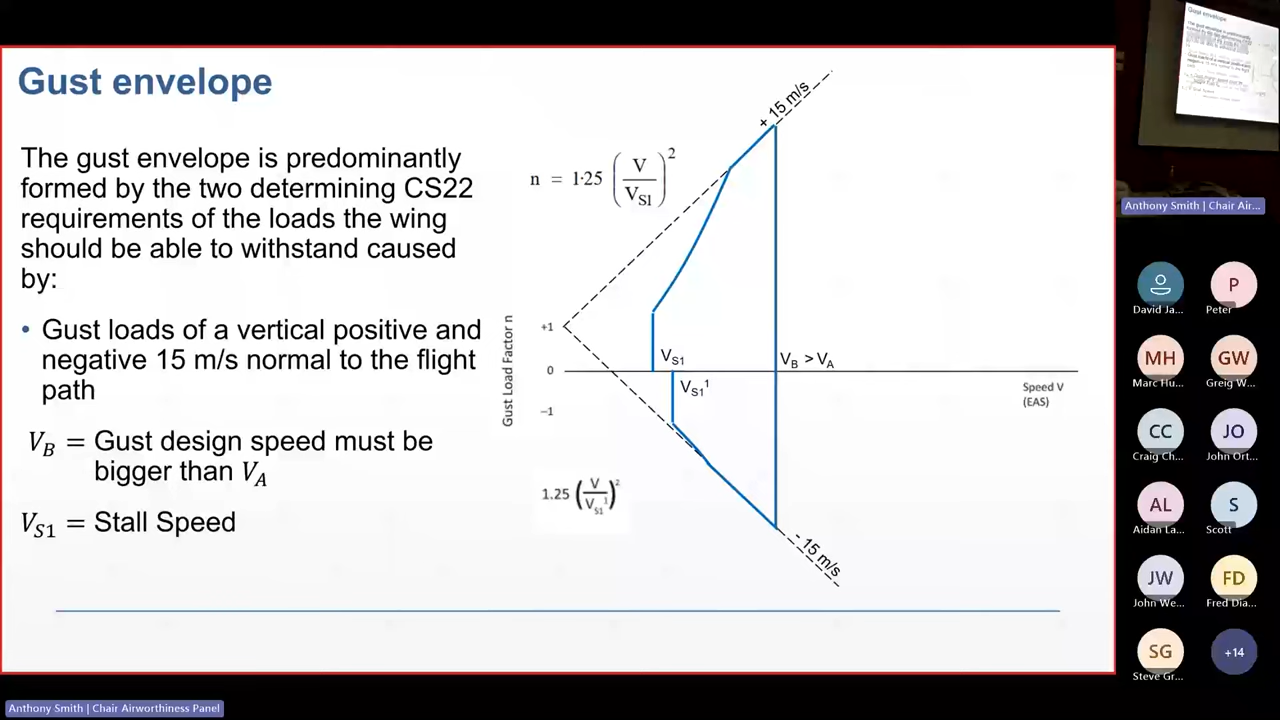 Gust envelope
The gust envelope is predominantly
formed by the two determining CS22
requirements of the loads the wing
should be able to withstand caused
by:
• Gust loads of a vertical positive and
negative 15 m/s normal to the flight
path
V_B = Gust design speed must be
bigger than V_A
V_S1 = Stall Speed
n = 1·25 (V/V_S1)^2
+ 15 m/s
Gust Load Factor n
+1
0
−1
V_S1
V_S1^1
V_B > V_A
Speed V
(EAS)
1.25 (V/V_S1^1)^2
- 15 m/s
Gust envelope
Anthony Smith | Chair Air...
David Ja...
P
Peter
MH
Marc Hu...
GW
Greig W...
CC
Craig Ch...
JO
John Ort...
AL
Aidan La...
S
Scott
JW
John We...
FD
Fred Dia...
SG
Steve Gr...
+14
Anthony Smith | Chair Airworthiness Panel